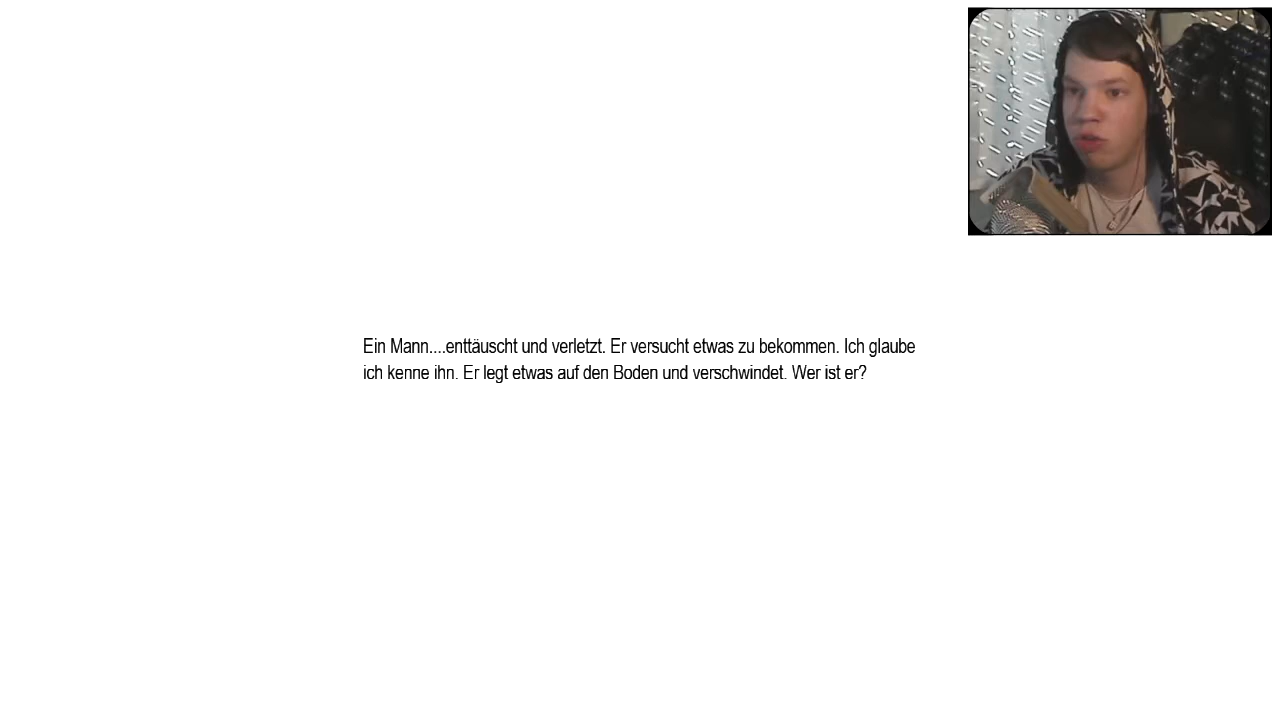 Ein Mann....enttäuscht und verletzt. Er versucht etwas zu bekommen. Ich glaube
ich kenne ihn. Er legt etwas auf den Boden und verschwindet. Wer ist er?